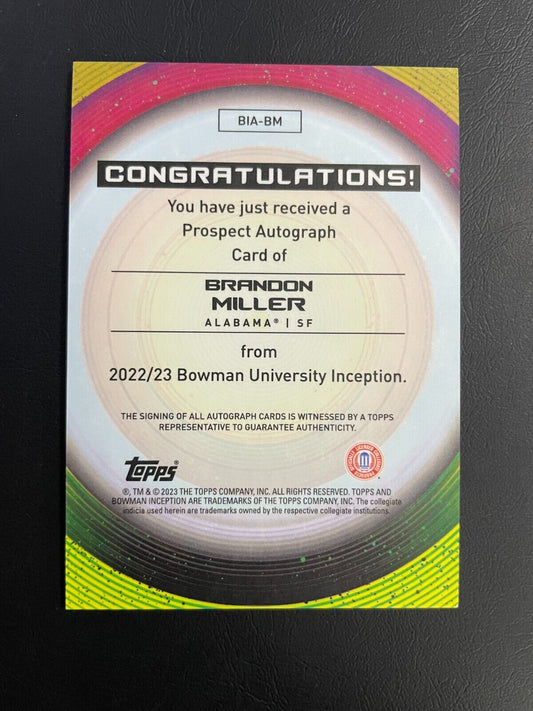 BIA-BM
CONGRATULATIONS!
You have just received a
Prospect Autograph
Card of
BRANDON
MILLER
ALABAMA® | SF
from
2022/23 Bowman University Inception.
THE SIGNING OF ALL AUTOGRAPH CARDS IS WITNESSED BY A TOPPS
REPRESENTATIVE TO GUARANTEE AUTHENTICITY.
topps®
®, TM & © 2023 THE TOPPS COMPANY, INC. ALL RIGHTS RESERVED. TOPPS AND
BOWMAN INCEPTION ARE TRADEMARKS OF THE TOPPS COMPANY, INC. The collegiate
indicia used herein are trademarks owned by the respective collegiate institutions.